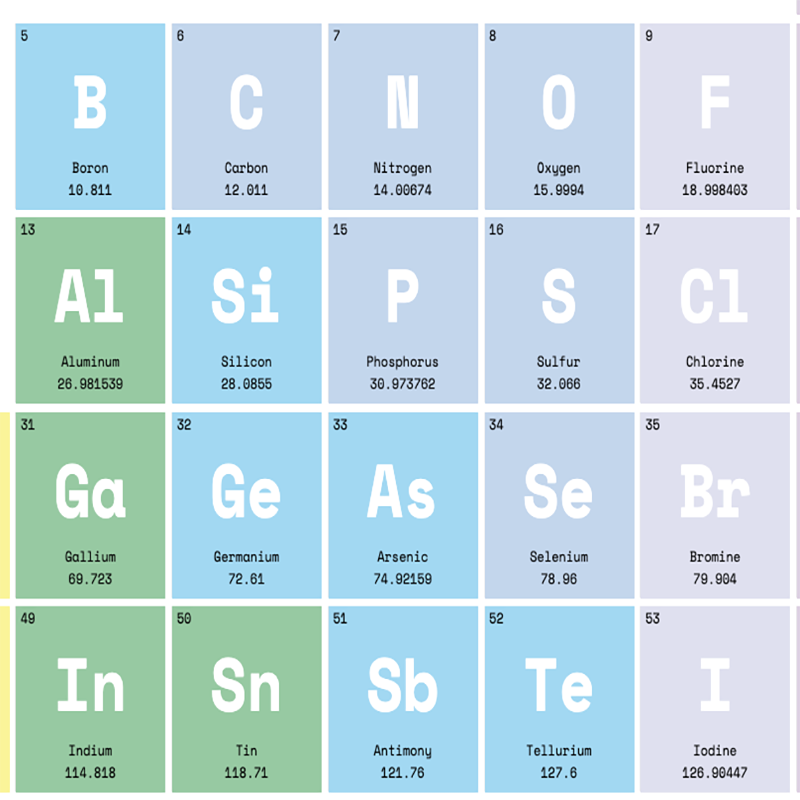 5 6 7 8 9
B C N O F
Boron Carbon Nitrogen Oxygen Fluorine
10.811 12.011 14.00674 15.9994 18.998403
13 14 15 16 17
Al Si P S Cl
Aluminum Silicon Phosphorus Sulfur Chlorine
26.981539 28.0855 30.973762 32.066 35.4527
31 32 33 34 35
Ga Ge As Se Br
Gallium Germanium Arsenic Selenium Bromine
69.723 72.61 74.92159 78.96 79.904
49 50 51 52 53
In Sn Sb Te I
Indium Tin Antimony Tellurium Iodine
114.818 118.71 121.76 127.6 126.90447